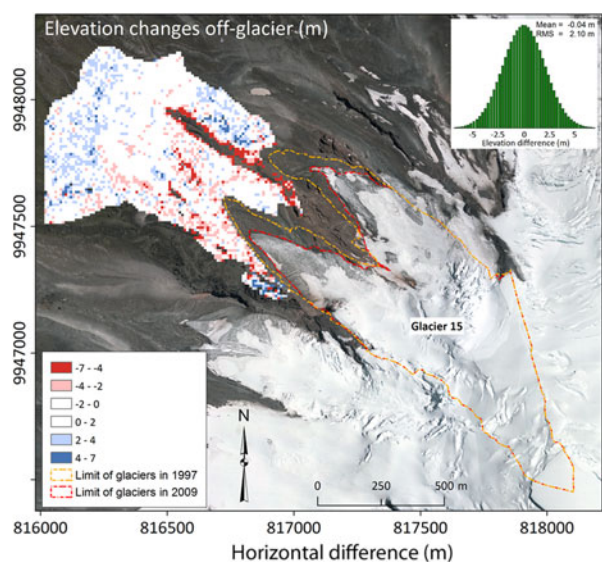 Elevation changes off-glacier (m)
Mean = -0.04 m
RMS = 2.10 m
-5 -2.5 0 2.5 5
Elevation difference (m)
9948000
9947500
9947000
Glacier 15
-7 - -4
-4 - -2
-2 - 0
0 - 2
2 - 4
4 - 7
Limit of glaciers in 1997
Limit of glaciers in 2009
N
0 250 500 m
816000 816500 817000 817500 818000
Horizontal difference (m)